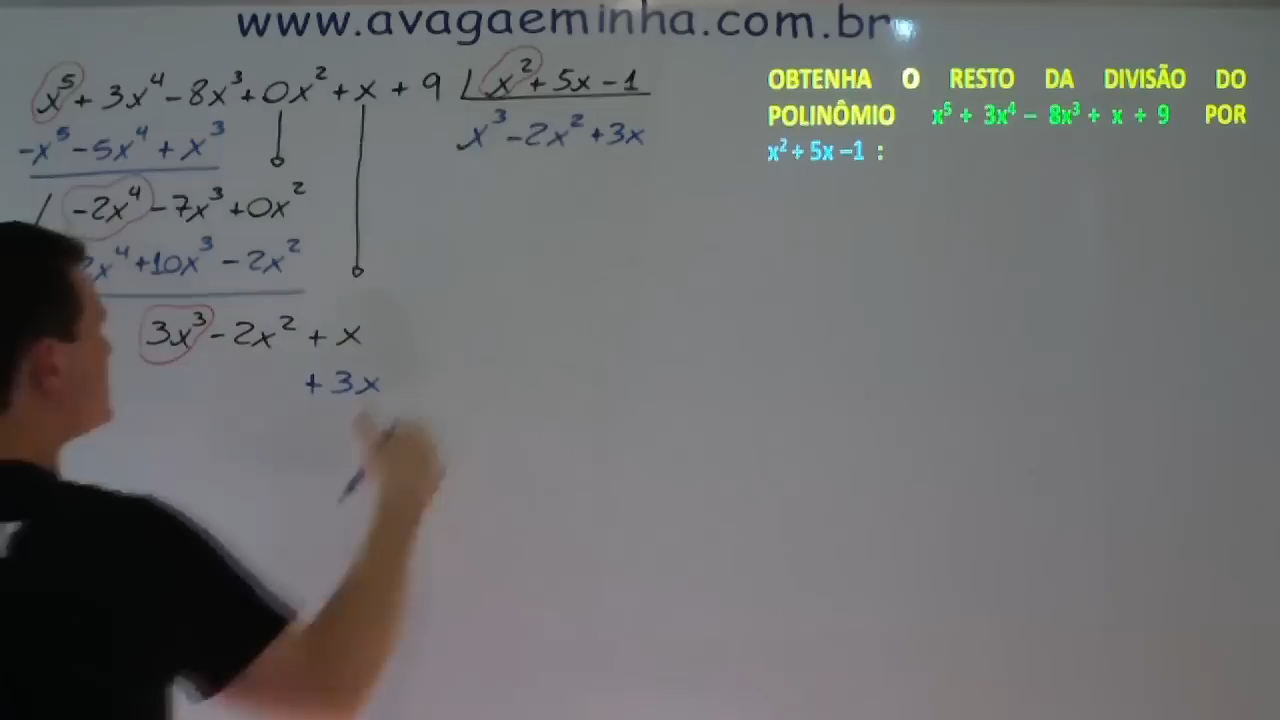 www.avagaeminha.com.br
x⁵ + 3x⁴ - 8x³ + 0x² + x + 9 | x² + 5x - 1
-x⁵ - 5x⁴ + x³ x³ - 2x² + 3x
/ -2x⁴ - 7x³ + 0x²
2x⁴ + 10x³ - 2x²
3x³ - 2x² + x
+ 3x
OBTENHA O RESTO DA DIVISÃO DO
POLINÔMIO x⁵ + 3x⁴ – 8x³ + x + 9 POR
x² + 5x –1 :